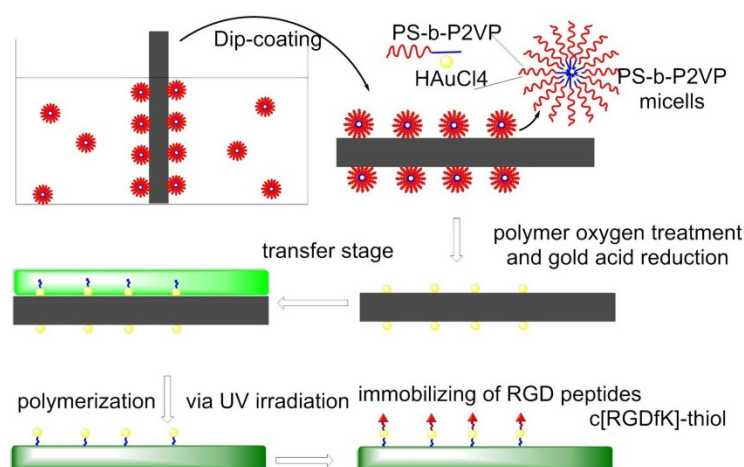 Dip-coating
PS-b-P2VP
HAuCl4
PS-b-P2VP
micells
transfer stage
polymer oxygen treatment
and gold acid reduction
polymerization
via UV irradiation
immobilizing of RGD peptides
c[RGDfK]-thiol